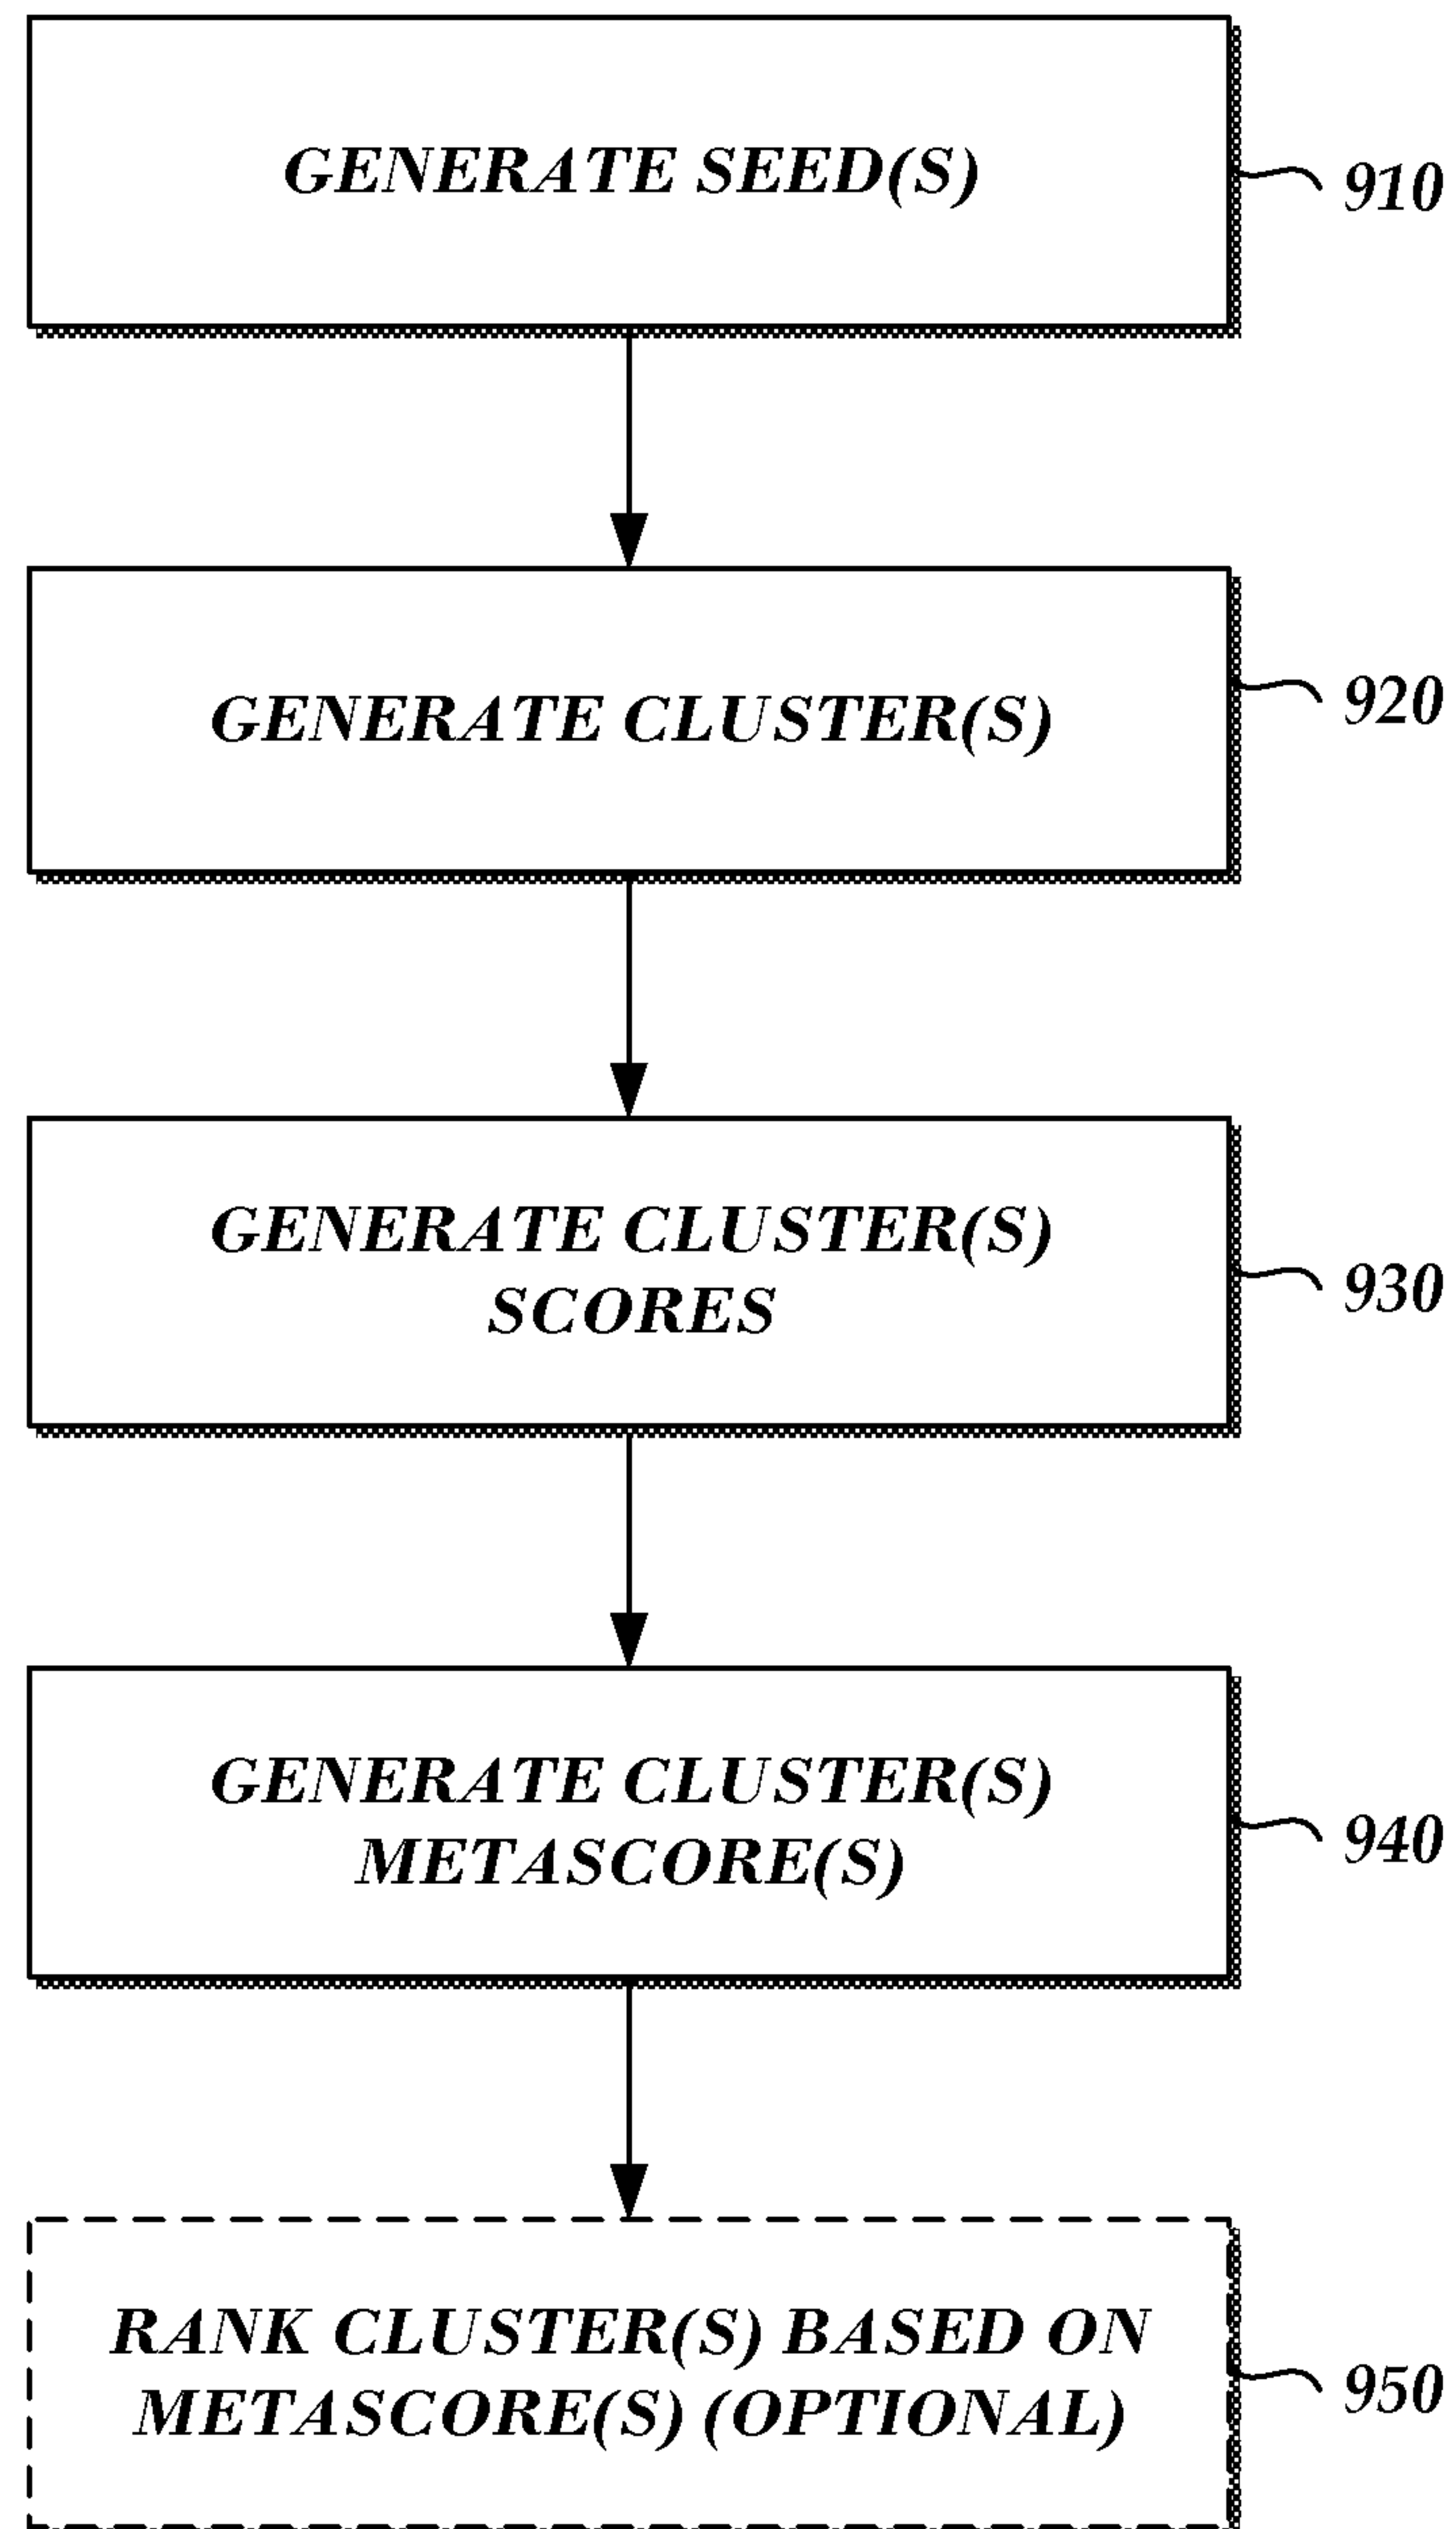 GENERATE SEED(S)
910
GENERATE CLUSTER(S)
920
GENERATE CLUSTER(S)
SCORES
930
GENERATE CLUSTER(S)
METASCORE(S)
940
RANK CLUSTER(S) BASED ON
METASCORE(S) (OPTIONAL)
950